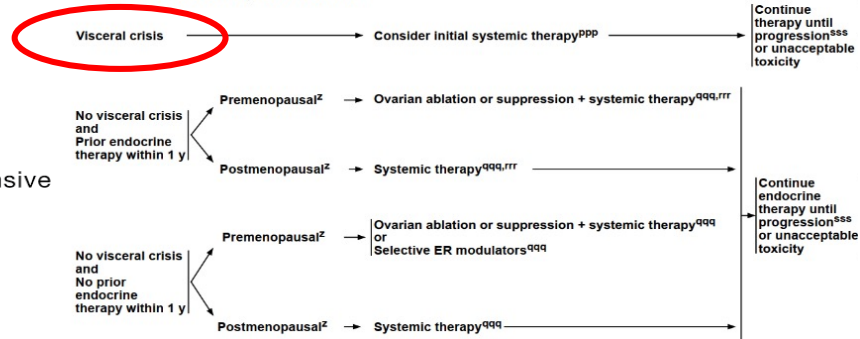 Visceral crisis
Consider initial systemic therapyᵖᵖᵖ
Continue
therapy until
progressionˢˢˢ
or unacceptable
toxicity
No visceral crisis
and
Prior endocrine
therapy within 1 y
Premenopausalᶻ
Ovarian ablation or suppression + systemic therapyqqq,rrr
Postmenopausalᶻ
Systemic therapyqqq,rrr
nsive
No visceral crisis
and
No prior
endocrine
therapy within 1 y
Premenopausalᶻ
Ovarian ablation or suppression + systemic therapyqqq
or
Selective ER modulatorsqqq
Postmenopausalᶻ
Systemic therapyqqq
Continue
endocrine
therapy until
progressionˢˢˢ
or unacceptable
toxicity